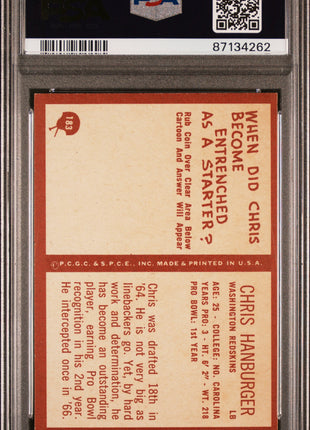 87134262
183
WHEN DID CHRIS
BECOME
ENTRENCHED
AS A STARTER?
Rub Coin Over Clear Area Below
Cartoon And Answer Will Appear
©P.C.G.C. & S.P.C.E., INC. MADE & PRINTED IN U.S.A.
CHRIS HANBURGER LB
WASHINGTON REDSKINS
AGE: 25 - COLLEGE: NO. CAROLINA
YEARS PRO: 3 - HT. 6' 2" - WT. 218
PRO BOWL: 1st YEAR
Chris was drafted 18th in
'64. He is not very big as
linebackers go. Yet, by hard
work and determination, he
player, earning Pro Bowl
recognition in his 2nd year.
He intercepted once in '66.